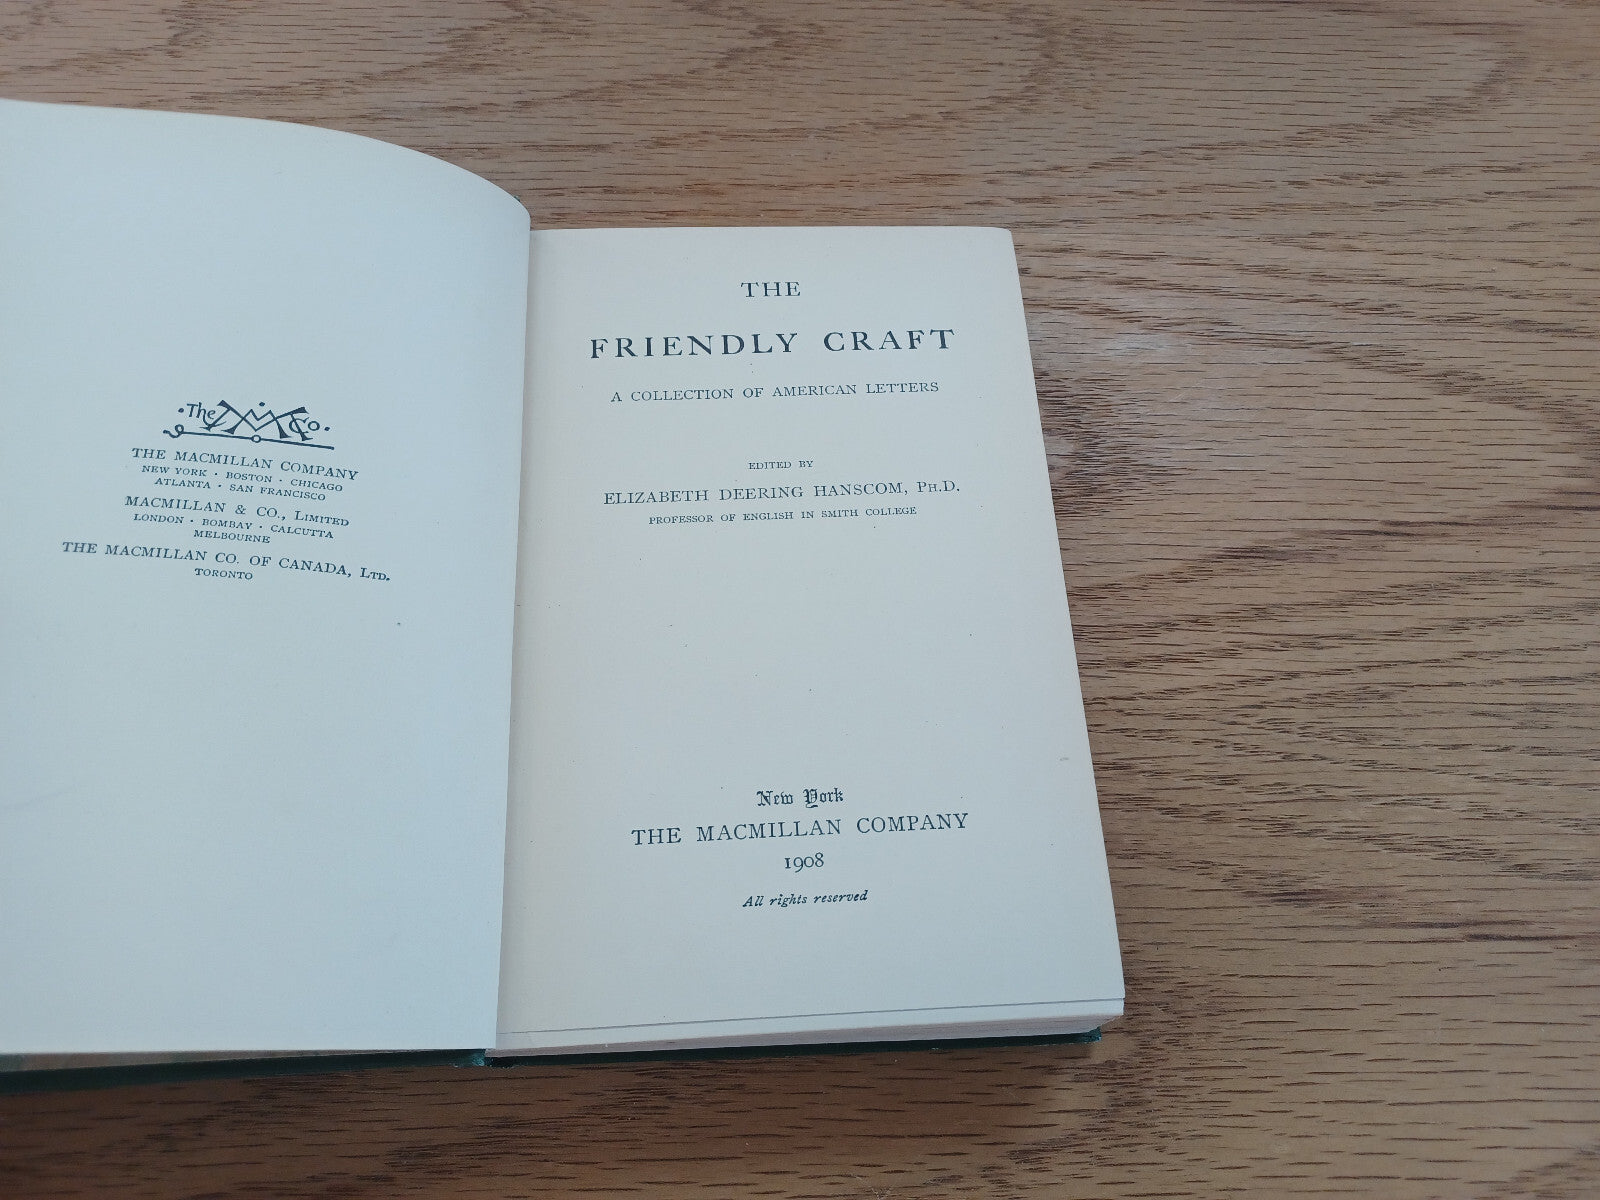 The M Co.
THE MACMILLAN COMPANY
NEW YORK · BOSTON · CHICAGO
ATLANTA · SAN FRANCISCO
MACMILLAN & CO., LIMITED
LONDON · BOMBAY · CALCUTTA
MELBOURNE
THE MACMILLAN CO. OF CANADA, LTD.
TORONTO
THE
FRIENDLY CRAFT
A COLLECTION OF AMERICAN LETTERS
EDITED BY
ELIZABETH DEERING HANSCOM, PH.D.
PROFESSOR OF ENGLISH IN SMITH COLLEGE
New York
THE MACMILLAN COMPANY
1908
All rights reserved